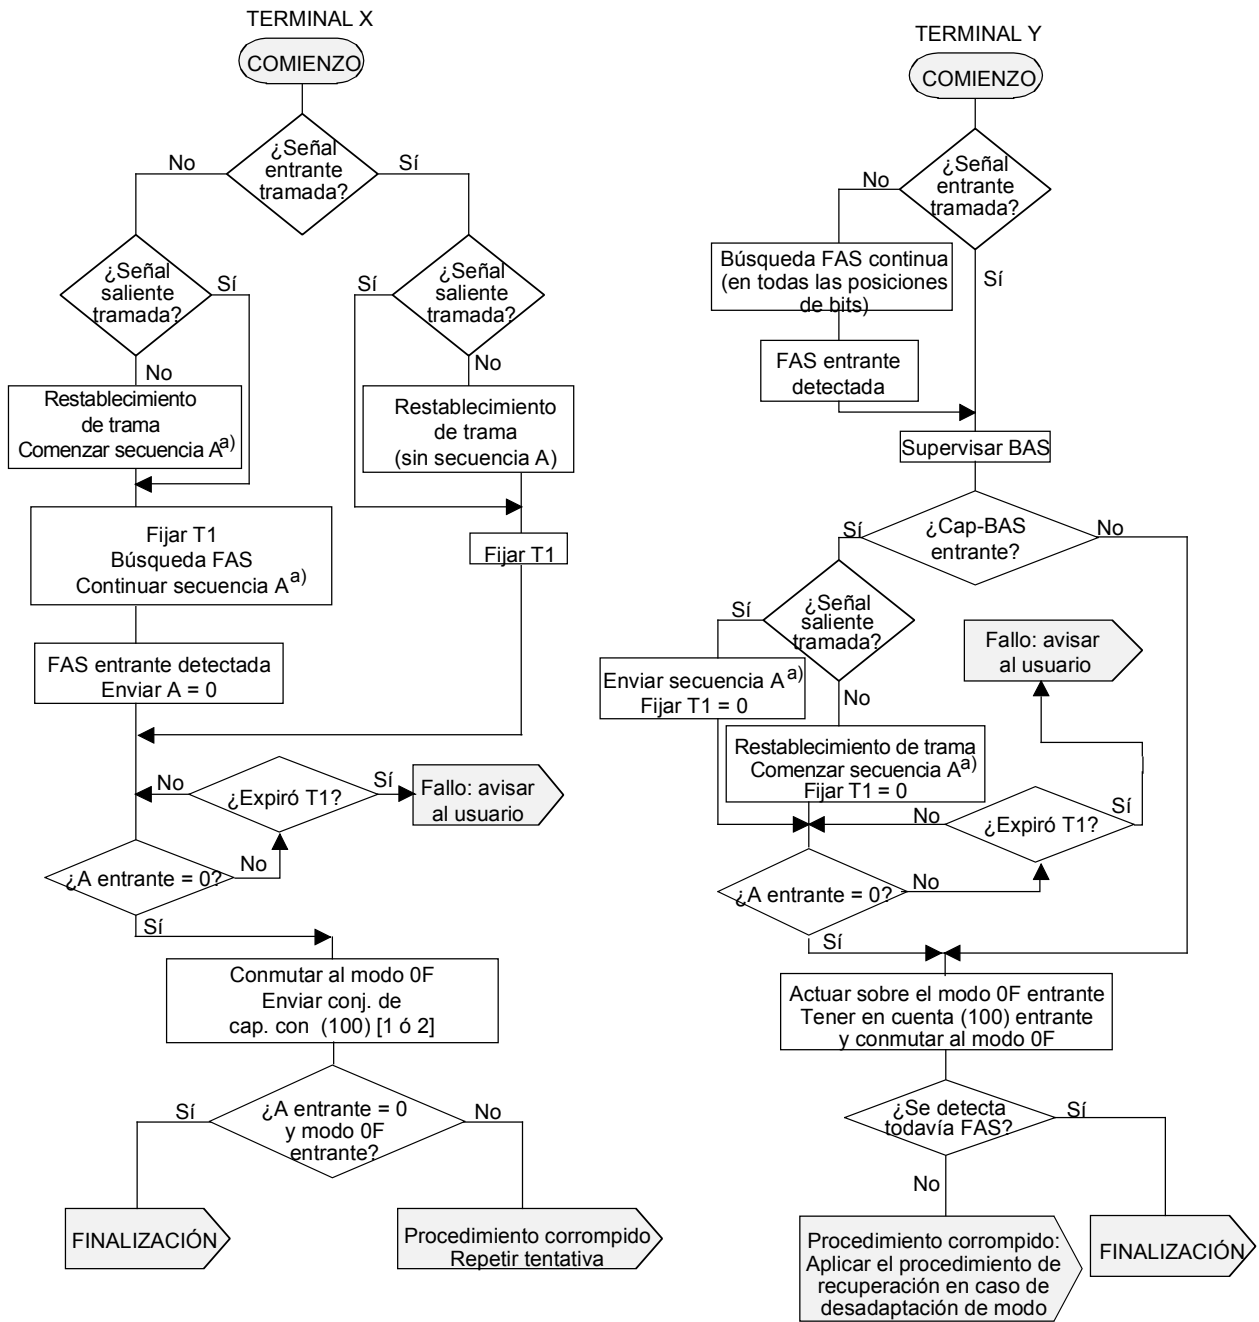 TERMINAL X
COMIENZO
¿Señal
entrante
tramada?
No
Sí
¿Señal
saliente
tramada?
Sí
No
Sí
¿Señal
saliente
tramada?
No
Restablecimiento
de trama
Comenzar secuencia Aa)
Restablecimiento
de trama
(sin secuencia A)
Fijar T1
Búsqueda FAS
Continuar secuencia Aa)
Fijar T1
FAS entrante detectada
Enviar A = 0
No
¿Expiró T1?
Sí
Fallo: avisar
al usuario
¿A entrante = 0?
No
Sí
Conmutar al modo 0F
Enviar conj. de
cap. con (100) [1 ó 2]
Sí
¿A entrante = 0
y modo 0F
entrante?
No
FINALIZACIÓN
Procedimiento corrompido
Repetir tentativa
TERMINAL Y
COMIENZO
¿Señal
entrante
tramada?
No
Sí
Búsqueda FAS continua
(en todas las posiciones
de bits)
FAS entrante
detectada
Supervisar BAS
Sí
¿Cap-BAS
entrante?
No
Sí
¿Señal
saliente
tramada?
No
Fallo: avisar
al usuario
Enviar secuencia Aa)
Fijar T1 = 0
Restablecimiento de trama
Comenzar secuencia Aa)
Fijar T1 = 0
No
¿Expiró T1?
Sí
¿A entrante = 0?
No
Sí
Actuar sobre el modo 0F entrante
Tener en cuenta (100) entrante
y conmutar al modo 0F
¿Se detecta
todavía FAS?
Sí
No
Procedimiento corrompido:
Aplicar el procedimiento de
recuperación en caso de
desadaptación de modo
FINALIZACIÓN